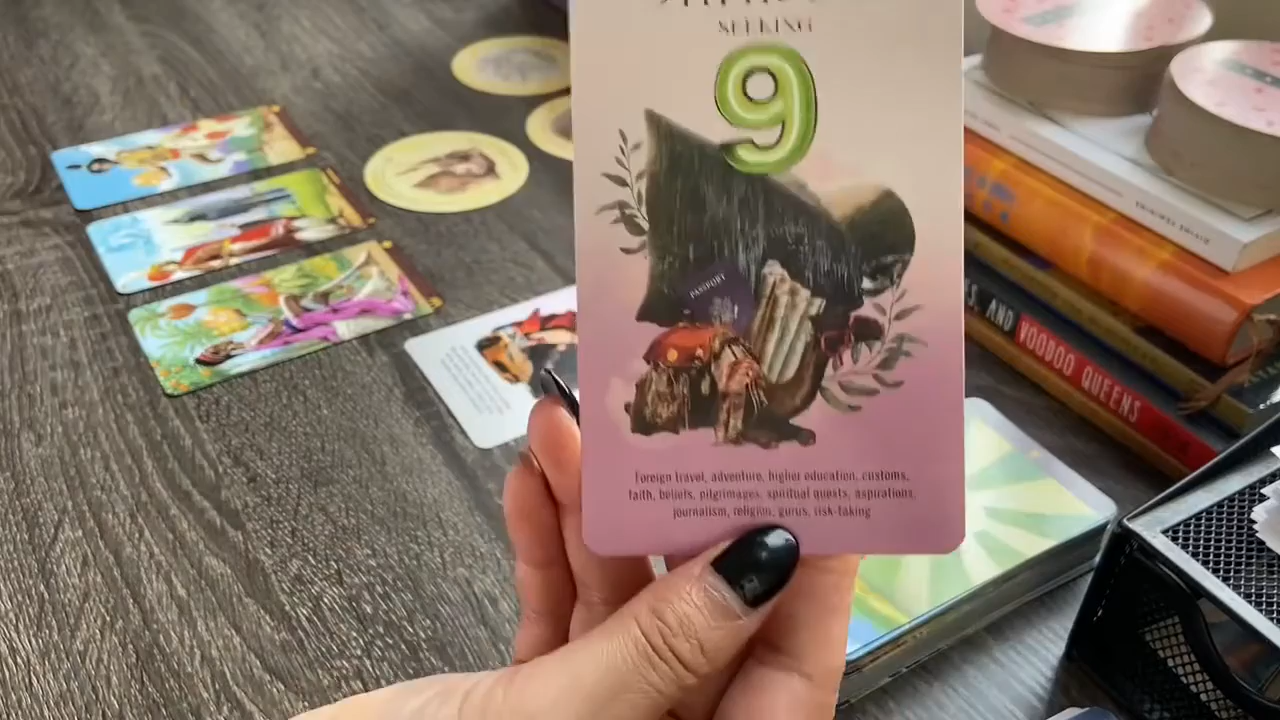 SEEKING
9
PASSPORT
Foreign travel, adventure, higher education, customs,
faith, beliefs, pilgrimages, spiritual quests, aspirations,
journalism, religion, gurus, risk-taking
AND VOODOO QUEENS